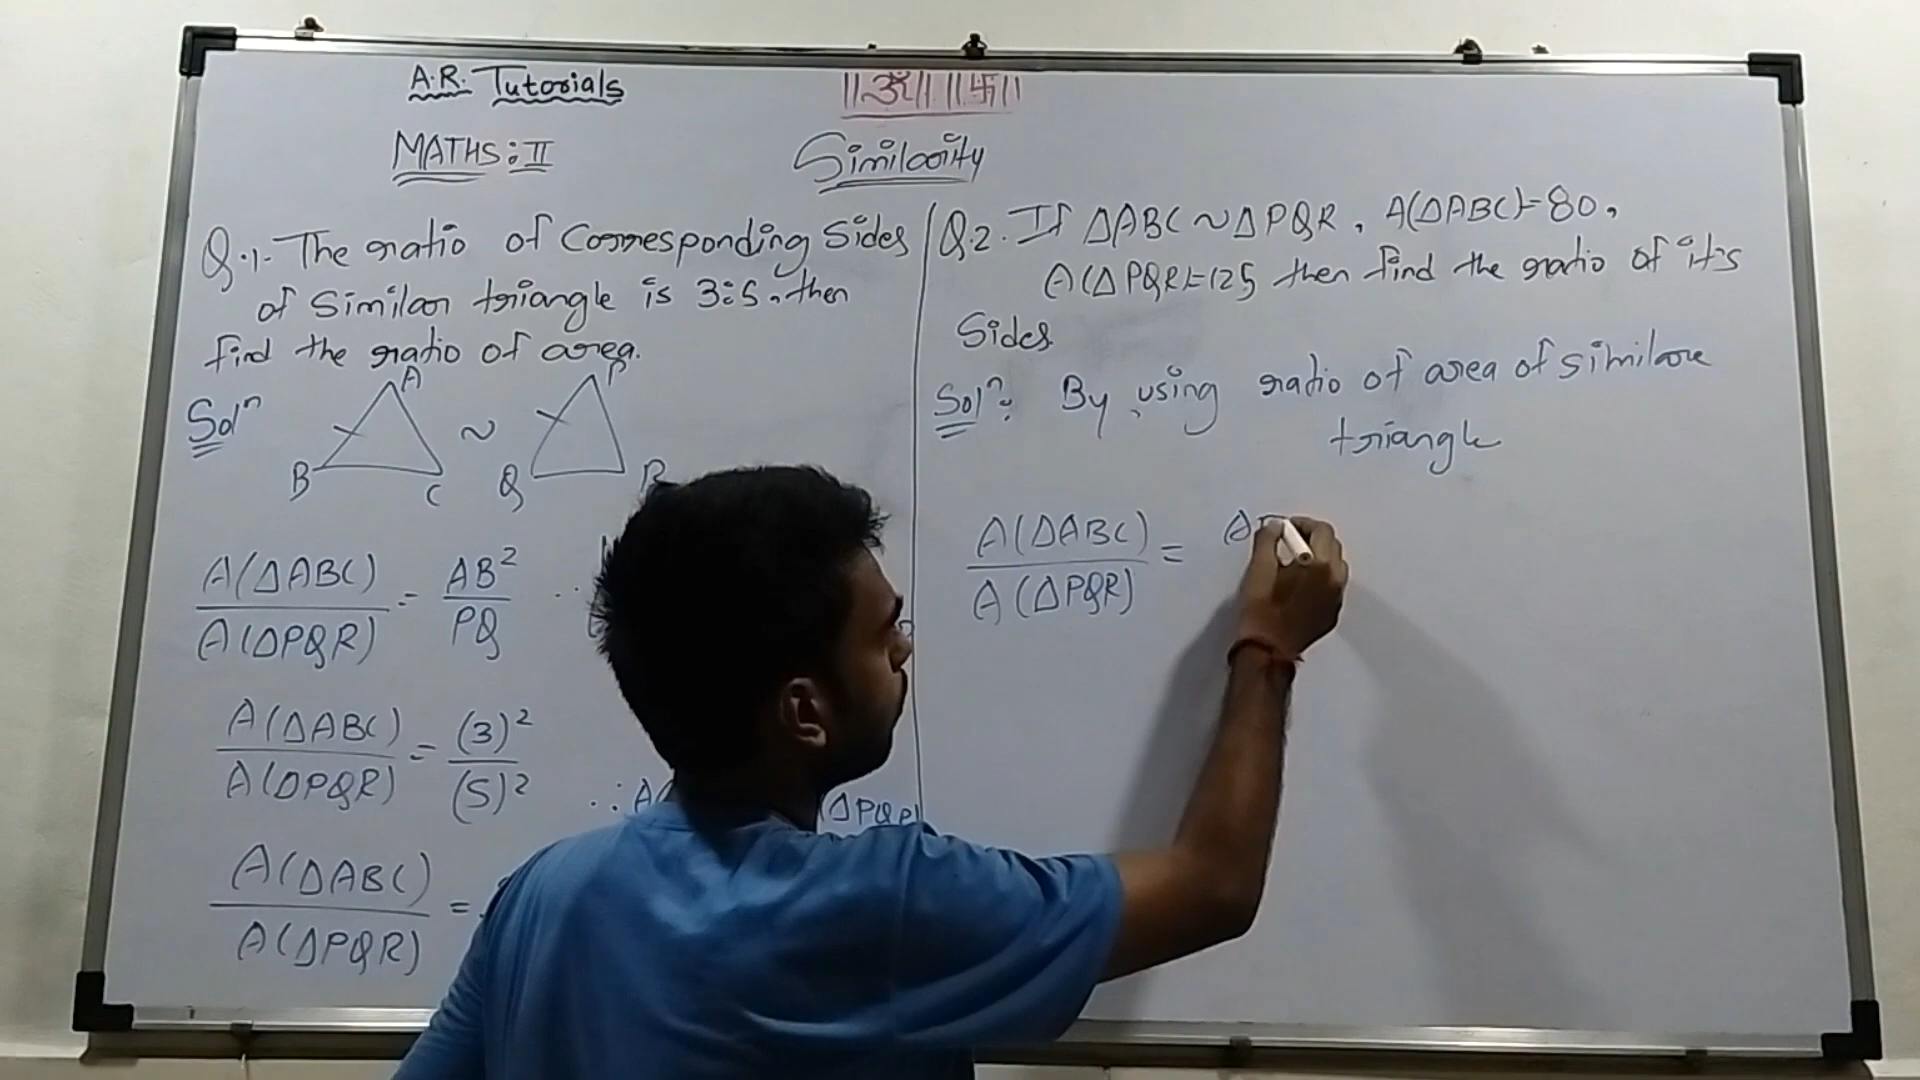 A.R. Tutorials
||ॐ|| ||卐||
MATHS: II
Similarity
Q.1. The ratio of Corresponding Sides
of Similar triangle is 3:5, then
find the ratio of area.
Solⁿ
A
B C
~
P
Q R
A(ΔABC) / A(ΔPQR) = AB² / PQ
A(ΔABC) / A(ΔPQR) = (3)² / (5)²
A(ΔABC) / A(ΔPQR) =
(ΔPQR)
Q.2. If ΔABC ~ ΔPQR, A(ΔABC)=80,
A(ΔPQR)=125 then find the ratio of it's
Sides
Solⁿ: By using ratio of area of similare
triangle
A(ΔABC) / A(ΔPQR) = A